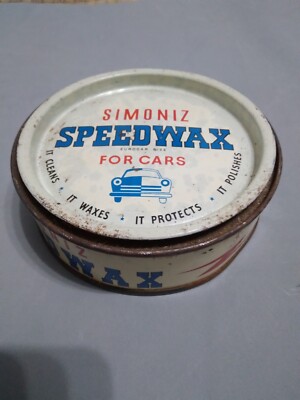 SIMONIZ
SPEEDWAX
FOR CARS
IT CLEANS • IT WAXES • IT PROTECTS • IT POLISHES
WAX